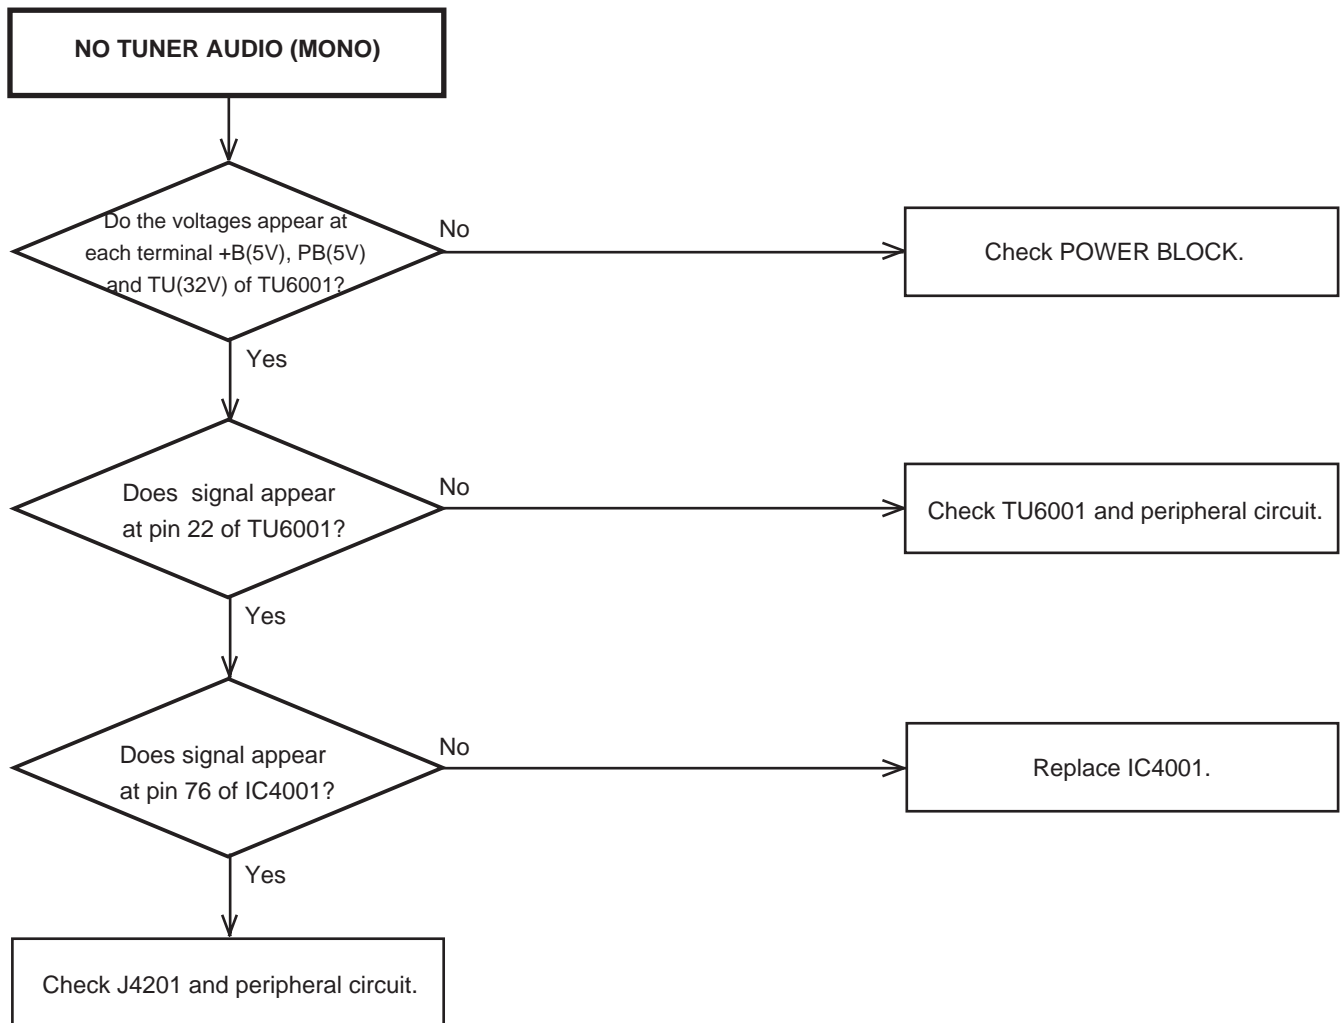 NO TUNER AUDIO (MONO)
Do the voltages appear at
each terminal +B(5V), PB(5V)
and TU(32V) of TU6001?
No
Check POWER BLOCK.
Yes
Does signal appear
at pin 22 of TU6001?
No
Check TU6001 and peripheral circuit.
Yes
Does signal appear
at pin 76 of IC4001?
No
Replace IC4001.
Yes
Check J4201 and peripheral circuit.